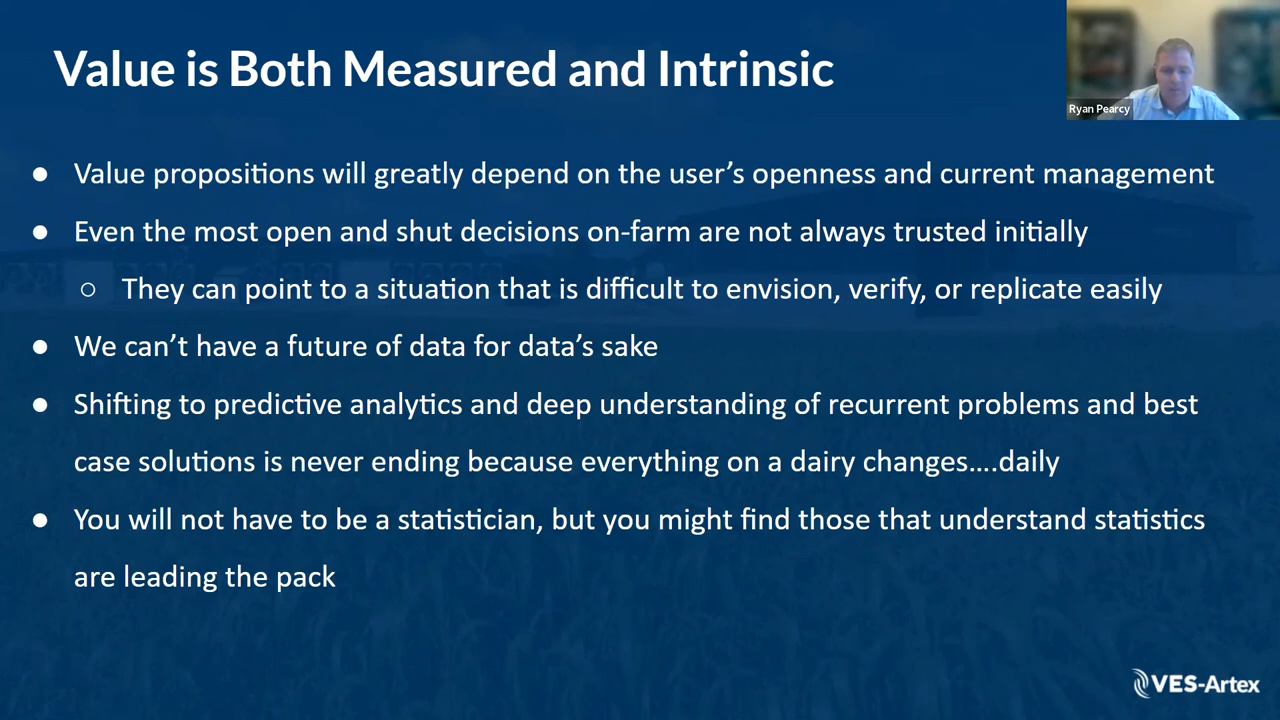 Value is Both Measured and Intrinsic
Ryan Pearcy
● Value propositions will greatly depend on the user’s openness and current management
● Even the most open and shut decisions on-farm are not always trusted initially
○ They can point to a situation that is difficult to envision, verify, or replicate easily
● We can’t have a future of data for data’s sake
● Shifting to predictive analytics and deep understanding of recurrent problems and best
case solutions is never ending because everything on a dairy changes....daily
● You will not have to be a statistician, but you might find those that understand statistics
are leading the pack
VES-Artex